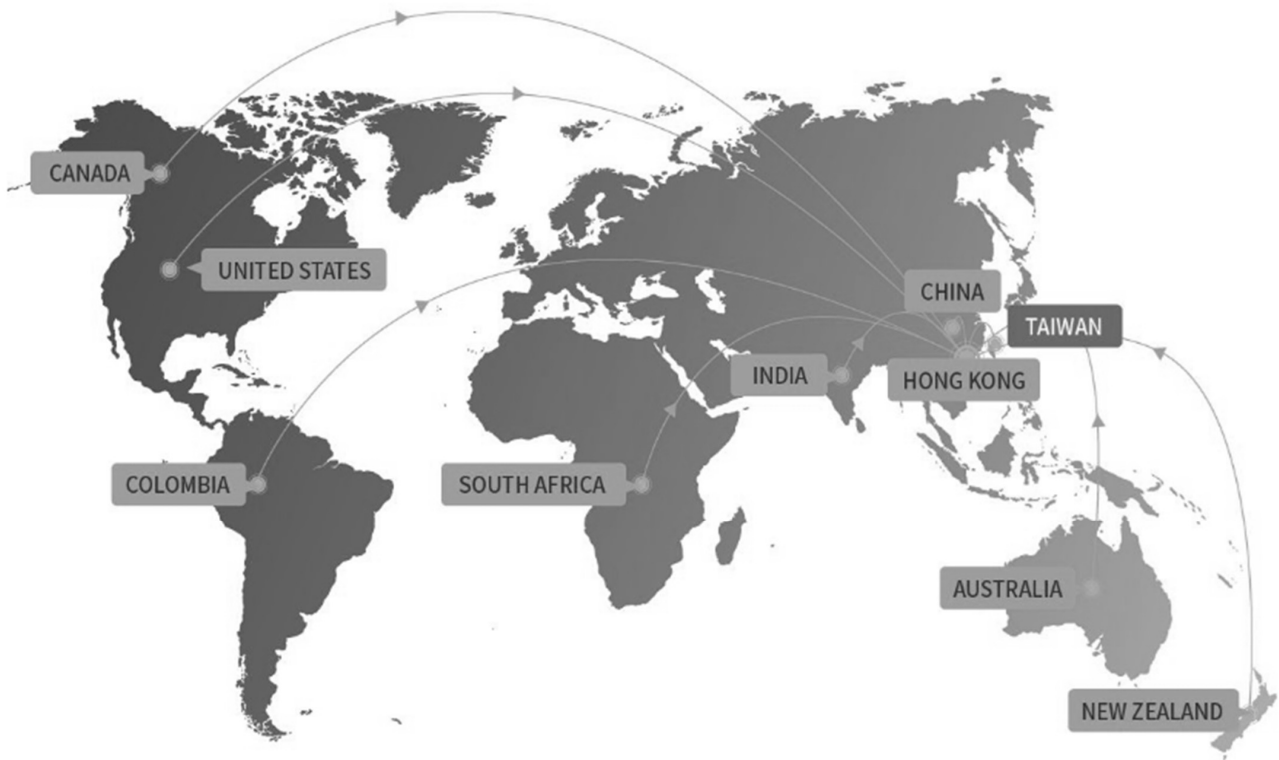 CANADA
UNITED STATES
CHINA
TAIWAN
INDIA
HONG KONG
COLOMBIA
SOUTH AFRICA
AUSTRALIA
NEW ZEALAND